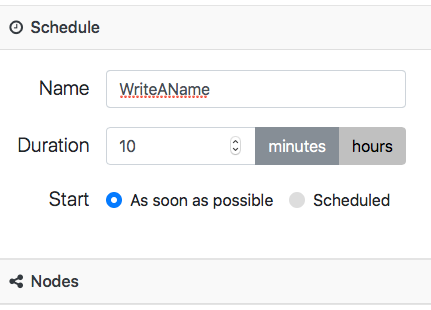 Schedule
Name WriteAName
Duration 10 minutes hours
Start As soon as possible Scheduled
Nodes